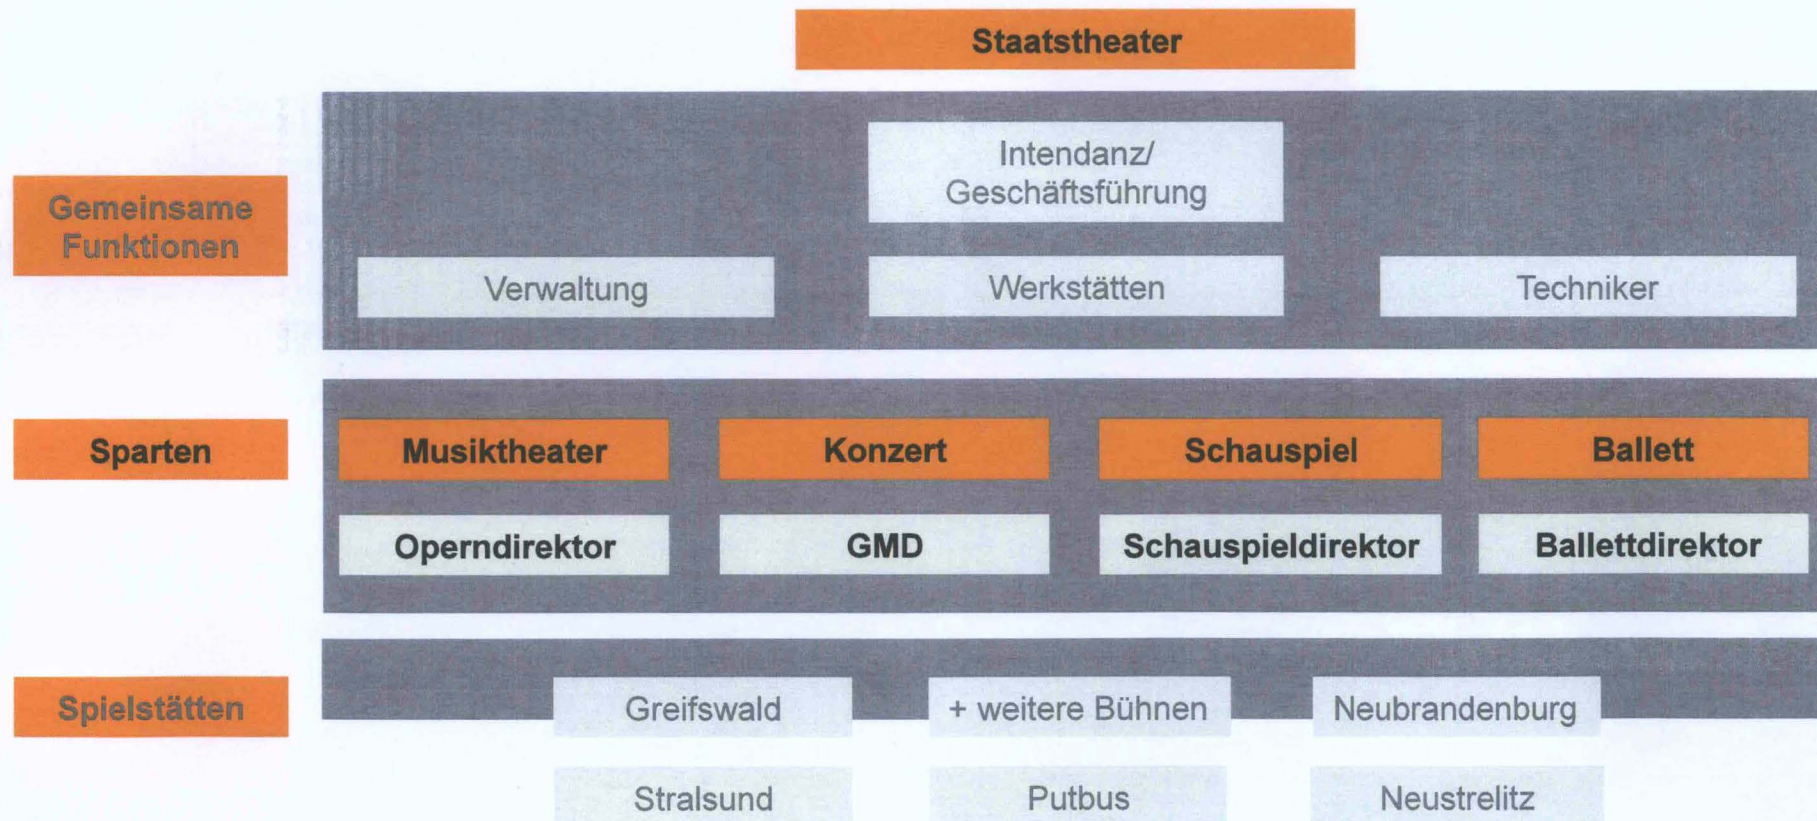 Staatstheater
Intendanz/
Geschäftsführung
Gemeinsame
Funktionen
Verwaltung
Werkstätten
Techniker
Sparten
Musiktheater
Konzert
Schauspiel
Ballett
Operndirektor
GMD
Schauspieldirektor
Ballettdirektor
Spielstätten
Greifswald
+ weitere Bühnen
Neubrandenburg
Stralsund
Putbus
Neustrelitz